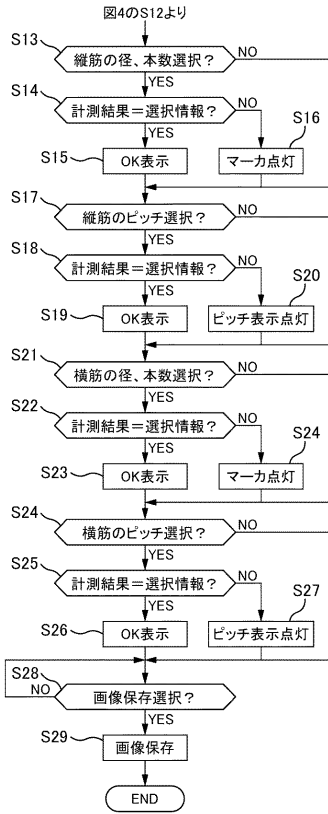 図4のS12より
S13
縦筋の径、本数選択？
NO
YES
S14
計測結果＝選択情報？
NO
YES
S16
S15
OK表示
マーカ点灯
S17
縦筋のピッチ選択？
NO
YES
S18
計測結果＝選択情報？
NO
YES
S20
S19
OK表示
ピッチ表示点灯
S21
横筋の径、本数選択？
NO
YES
S22
計測結果＝選択情報？
NO
YES
S24
S23
OK表示
マーカ点灯
S24
横筋のピッチ選択？
NO
YES
S25
計測結果＝選択情報？
NO
YES
S27
S26
OK表示
ピッチ表示点灯
S28
NO
画像保存選択？
YES
S29
画像保存
END